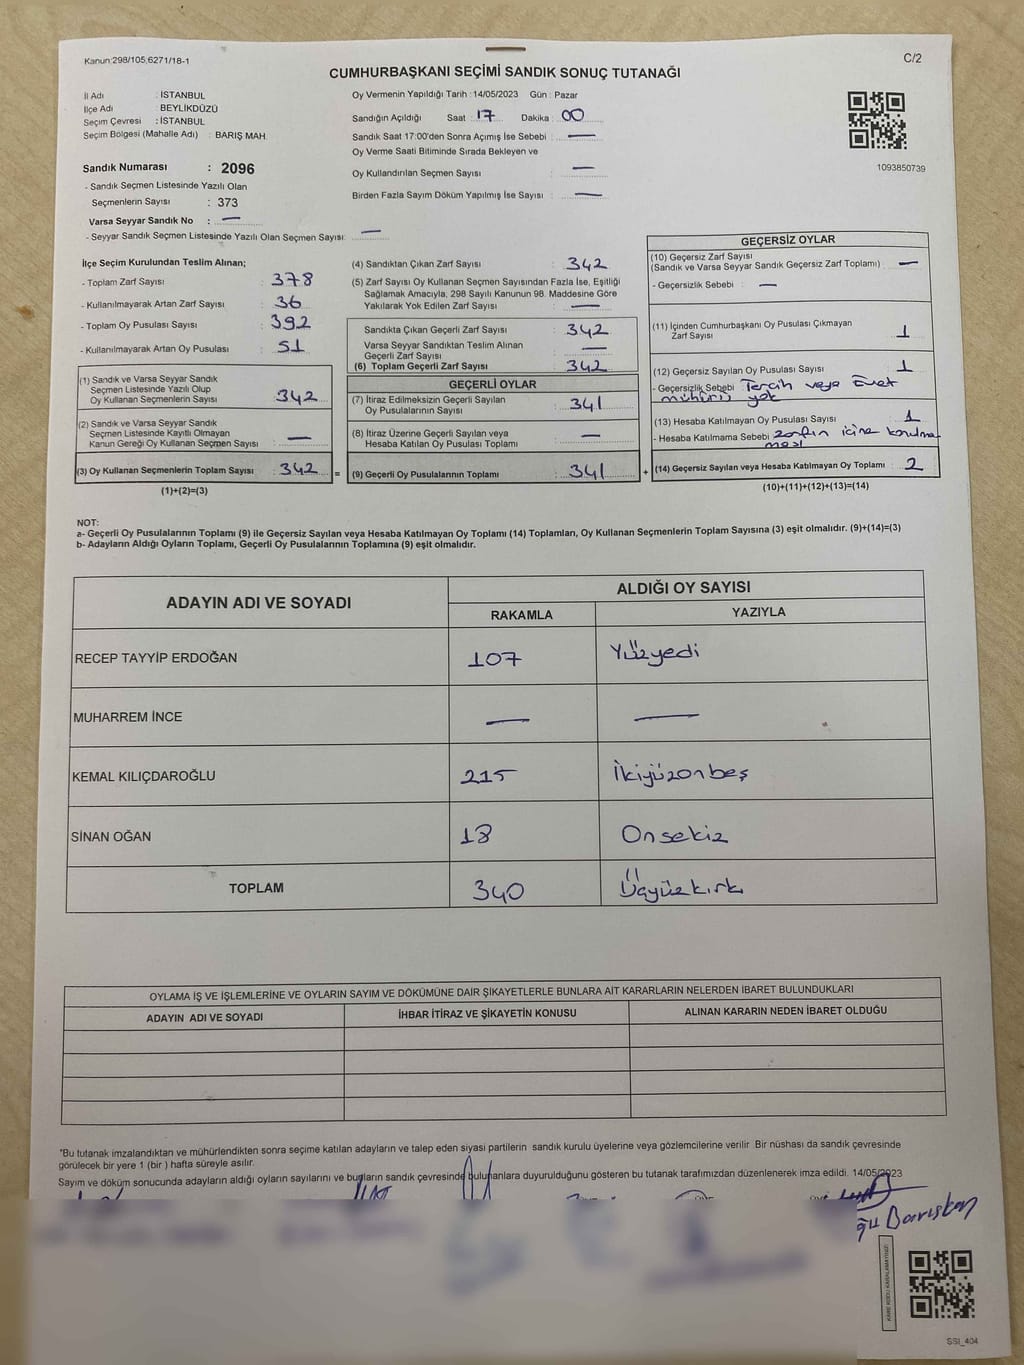 Kanun:298/105,6271/18-1
C/2
CUMHURBAŞKANI SEÇİMİ SANDIK SONUÇ TUTANAĞI
İl Adı : İSTANBUL
İlçe Adı : BEYLİKDÜZÜ
Seçim Çevresi : İSTANBUL
Seçim Bölgesi (Mahalle Adı) : BARIŞ MAH.
Oy Vermenin Yapıldığı Tarih : 14/05/2023 Gün : Pazar
Sandığın Açıldığı Saat 17 Dakika : 00
Sandık Saat 17:00'den Sonra Açımış İse Sebebi : —
Oy Verme Saati Bitiminde Sırada Bekleyen ve
Oy Kullandırılan Seçmen Sayısı : —
Birden Fazla Sayım Döküm Yapılmış İse Sayısı : —
1093850739
Sandık Numarası : 2096
- Sandık Seçmen Listesinde Yazılı Olan
Seçmenlerin Sayısı : 373
Varsa Seyyar Sandık No : —
- Seyyar Sandık Seçmen Listesinde Yazılı Olan Seçmen Sayısı: —
İlçe Seçim Kurulundan Teslim Alınan;
- Toplam Zarf Sayısı : 378
- Kullanılmayarak Artan Zarf Sayısı : 36
- Toplam Oy Pusulası Sayısı : 392
- Kullanılmayarak Artan Oy Pusulası : 51
(1) Sandık ve Varsa Seyyar Sandık
Seçmen Listesinde Yazılı Olup
Oy Kullanan Seçmenlerin Sayısı : 342
(2) Sandık ve Varsa Seyyar Sandık
Seçmen Listesinde Kayıtlı Olmayan
Kanun Gereği Oy Kullanan Seçmen Sayısı : —
(3) Oy Kullanan Seçmenlerin Toplam Sayısı : 342 =
(1)+(2)=(3)
(4) Sandıktan Çıkan Zarf Sayısı : 342
(5) Zarf Sayısı Oy Kullanan Seçmen Sayısından Fazla İse, Eşitliği
Sağlamak Amacıyla, 298 Sayılı Kanunun 98. Maddesine Göre
Yakılarak Yok Edilen Zarf Sayısı : —
Sandıkta Çıkan Geçerli Zarf Sayısı : 342
Varsa Seyyar Sandıktan Teslim Alınan
Geçerli Zarf Sayısı : —
(6) Toplam Geçerli Zarf Sayısı : 342
GEÇERLİ OYLAR
(7) İtiraz Edilmeksizin Geçerli Sayılan
Oy Pusulalarının Sayısı : 341
(8) İtiraz Üzerine Geçerli Sayılan veya
Hesaba Katılan Oy Pusulası Toplamı : —
(9) Geçerli Oy Pusulalarının Toplamı : 341 +
GEÇERSİZ OYLAR
(10) Geçersiz Zarf Sayısı
(Sandık ve Varsa Seyyar Sandık Geçersiz Zarf Toplamı) : —
- Geçersizlik Sebebi : —
(11) İçinden Cumhurbaşkanı Oy Pusulası Çıkmayan
Zarf Sayısı : 1
(12) Geçersiz Sayılan Oy Pusulası Sayısı : 1
- Geçersizlik Sebebi Tercih veya Evet
mühürü yok
(13) Hesaba Katılmayan Oy Pusulası Sayısı : 1
- Hesaba Katılmama Sebebi zarfın içine konulma
ması
(14) Geçersiz Sayılan veya Hesaba Katılmayan Oy Toplamı : 2
(10)+(11)+(12)+(13)=(14)
NOT:
a- Geçerli Oy Pusulalarının Toplamı (9) ile Geçersiz Sayılan veya Hesaba Katılmayan Oy Toplamı (14) Toplamları, Oy Kullanan Seçmenlerin Toplam Sayısına (3) eşit olmalıdır. (9)+(14)=(3)
b- Adayların Aldığı Oyların Toplamı, Geçerli Oy Pusulalarının Toplamına (9) eşit olmalıdır.
ADAYIN ADI VE SOYADI ALDIĞI OY SAYISI
RAKAMLA YAZIYLA
RECEP TAYYİP ERDOĞAN 107 Yüzyedi
MUHARREM İNCE — —
KEMAL KILIÇDAROĞLU 215 İkiyüzonbeş
SİNAN OĞAN 18 Onsekiz
TOPLAM 340 Üçyüzkırk
OYLAMA İŞ VE İŞLEMLERİNE VE OYLARIN SAYIM VE DÖKÜMÜNE DAİR ŞİKAYETLERLE BUNLARA AİT KARARLARIN NELERDEN İBARET BULUNDUKLARI
ADAYIN ADI VE SOYADI İHBAR İTİRAZ VE ŞİKAYETİN KONUSU ALINAN KARARIN NEDEN İBARET OLDUĞU
*Bu tutanak imzalandıktan ve mühürlendikten sonra seçime katılan adayların ve talep eden siyasi partilerin sandık kurulu üyelerine veya gözlemcilerine verilir Bir nüshası da sandık çevresinde
görülecek bir yere 1 (bir ) hafta süreyle asılır.
Sayım ve döküm sonucunda adayların aldığı oyların sayılarını ve bunların sandık çevresinde bulunanlara duyurulduğunu gösteren bu tutanak tarafımızdan düzenlenerek imza edildi. 14/05/2023
KARE KODU KARALAMAYINIZ!
SSI_404